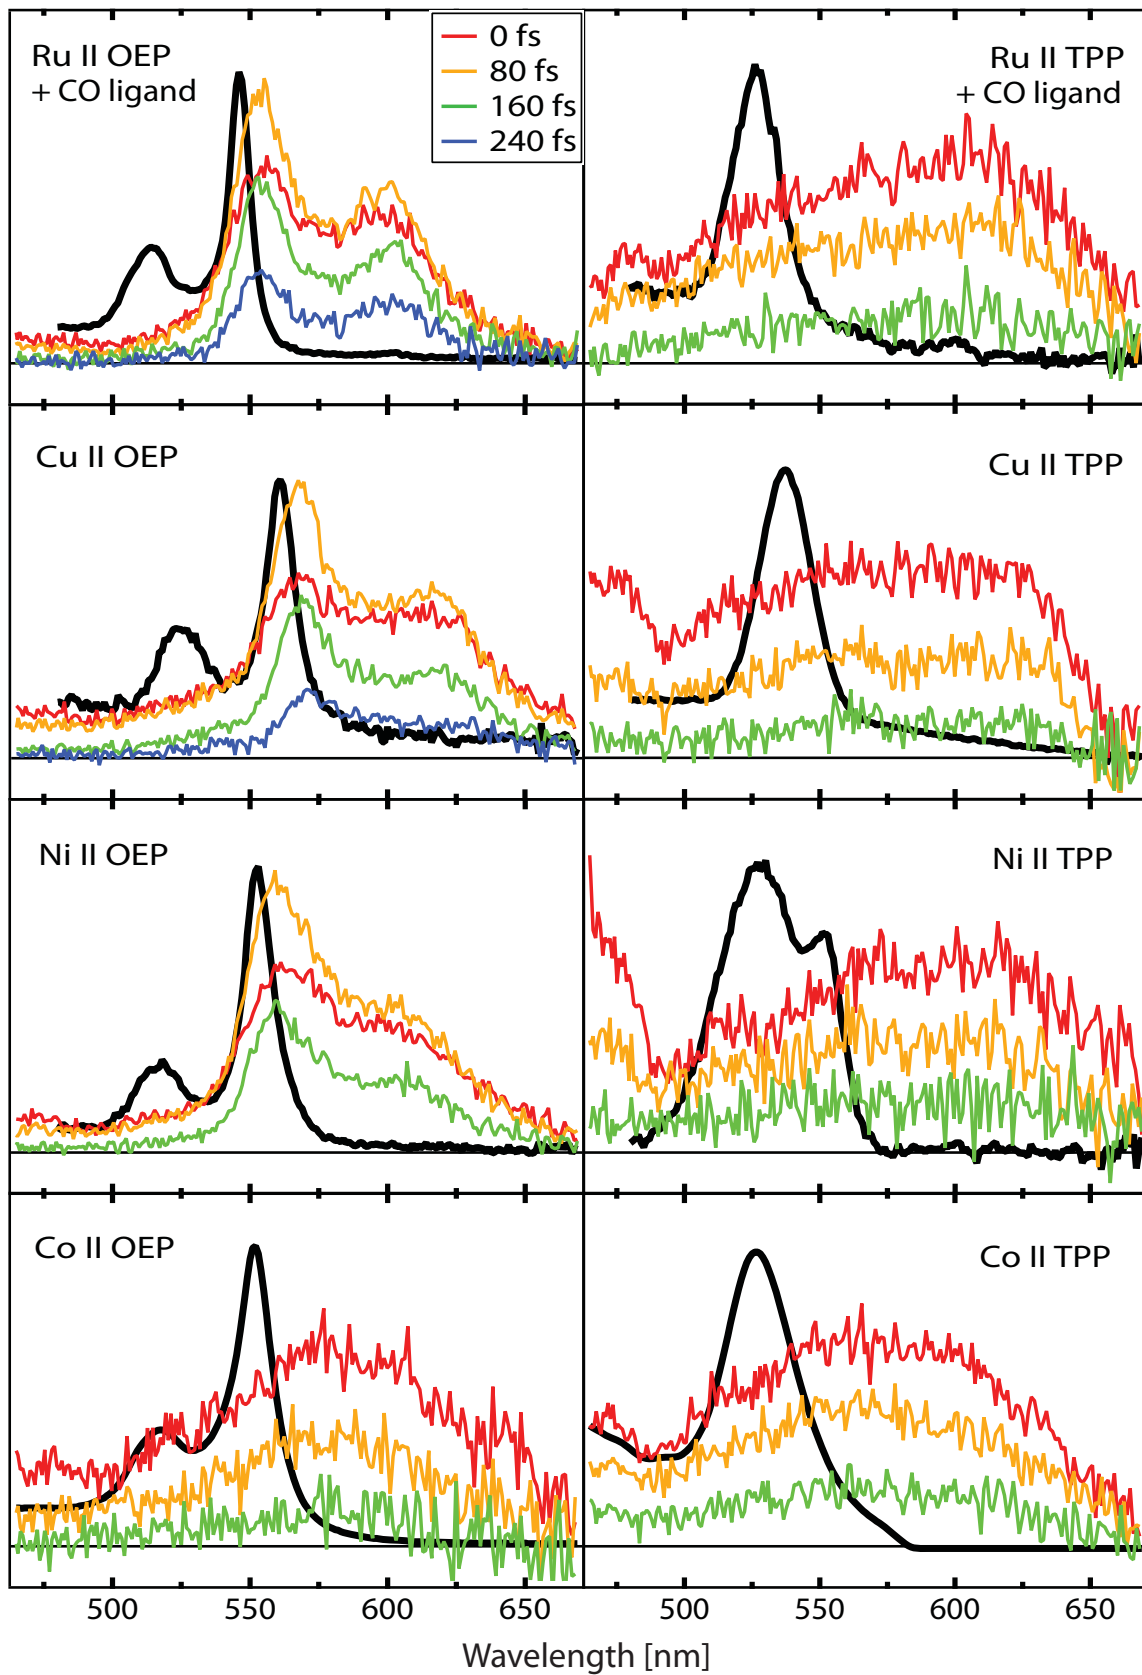 Ru II OEP
+ CO ligand
0 fs
80 fs
160 fs
240 fs
Ru II TPP
+ CO ligand
Cu II OEP
Cu II TPP
Ni II OEP
Ni II TPP
Co II OEP
Co II TPP
500 550 600 650 500 550 600 650
Wavelength [nm]